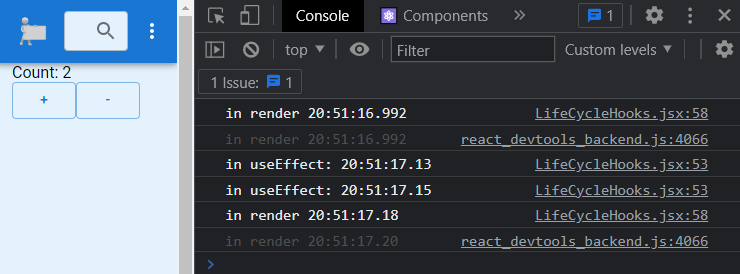 Console
Components
1
top
Filter
Custom levels
1 Issue: 1
Count: 2
+ -
in render 20:51:16.992 LifeCycleHooks.jsx:58
in render 20:51:16.992 react_devtools_backend.js:4066
in useEffect: 20:51:17.13 LifeCycleHooks.jsx:53
in useEffect: 20:51:17.15 LifeCycleHooks.jsx:53
in render 20:51:17.18 LifeCycleHooks.jsx:58
in render 20:51:17.20 react_devtools_backend.js:4066